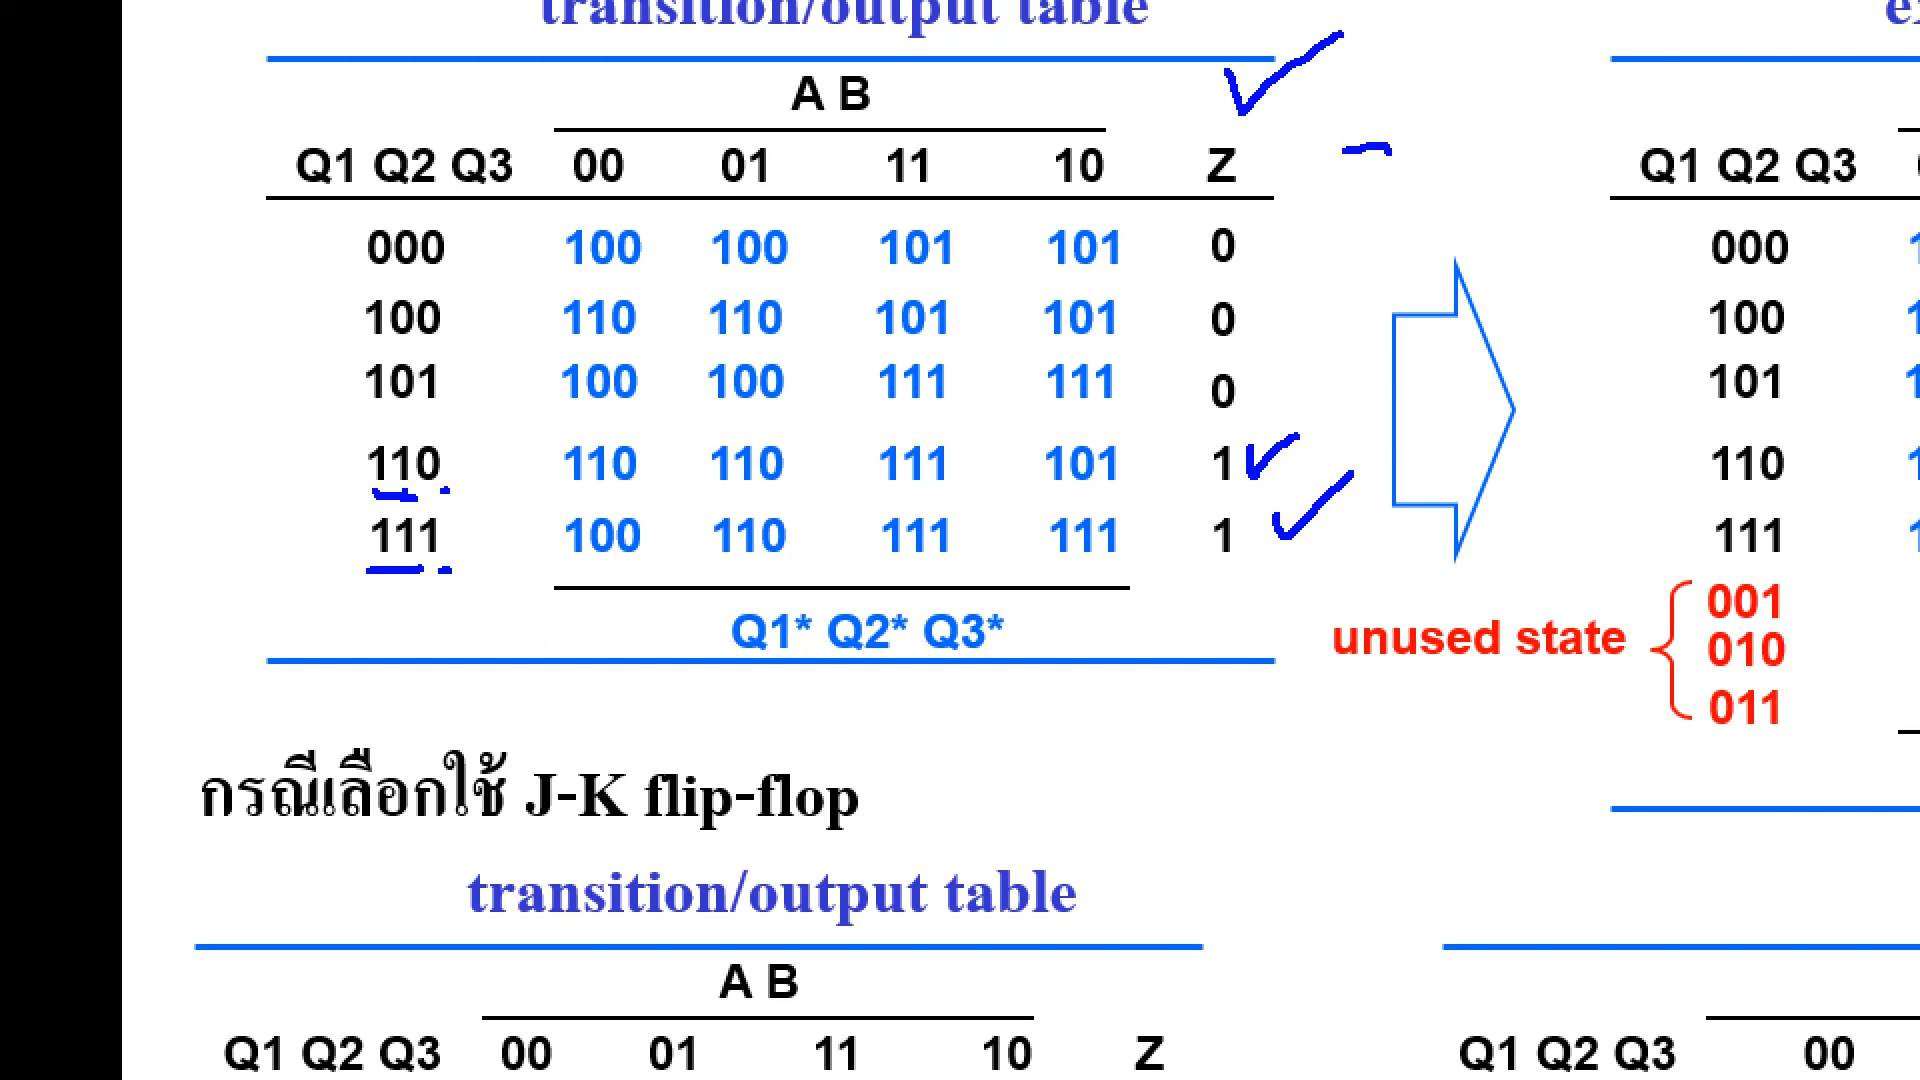 transition/output table
A B
Q1 Q2 Q3 00 01 11 10 Z
000 100 100 101 101 0
100 110 110 101 101 0
101 100 100 111 111 0
110 110 110 111 101 1
111 100 110 111 111 1
Q1* Q2* Q3*
Q1 Q2 Q3
000
100
101
110
111
unused state
001
010
011
กรณีเลือกใช้ J-K flip-flop
transition/output table
A B
Q1 Q2 Q3 00 01 11 10 Z
Q1 Q2 Q3 00